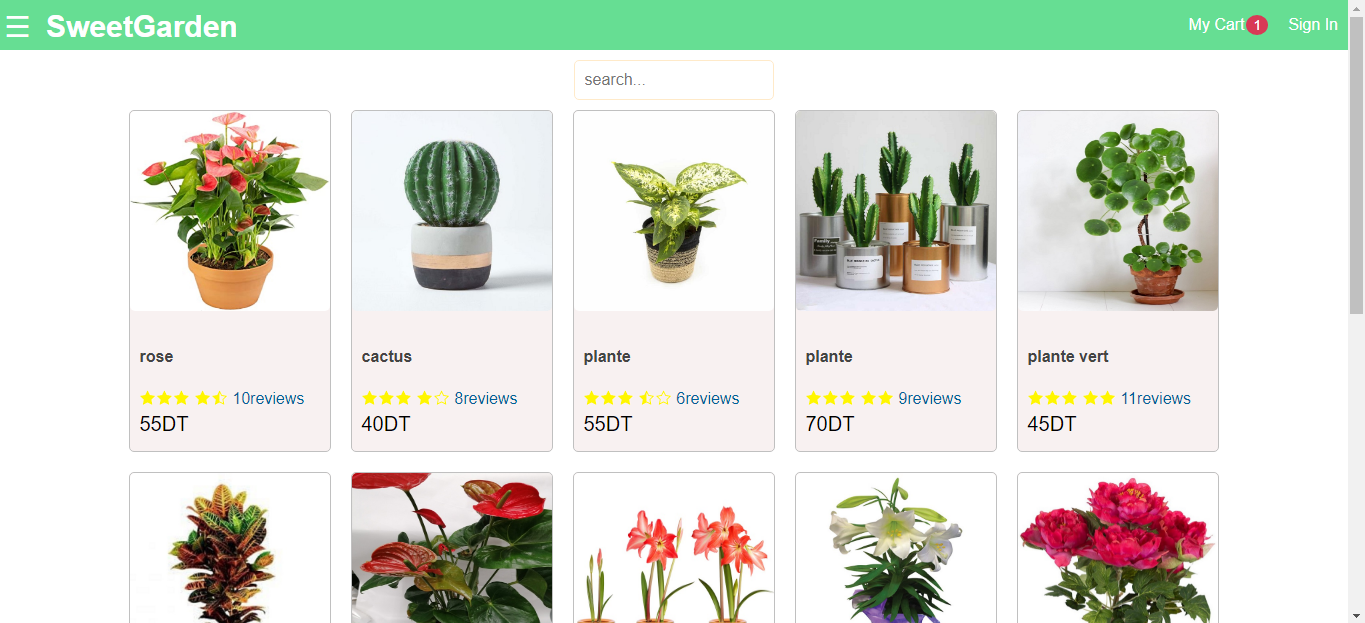 ☰ SweetGarden My Cart 1 Sign In
search...
rose
cactus
plante
plante
plante vert
10reviews
8reviews
6reviews
9reviews
11reviews
55DT
40DT
55DT
70DT
45DT